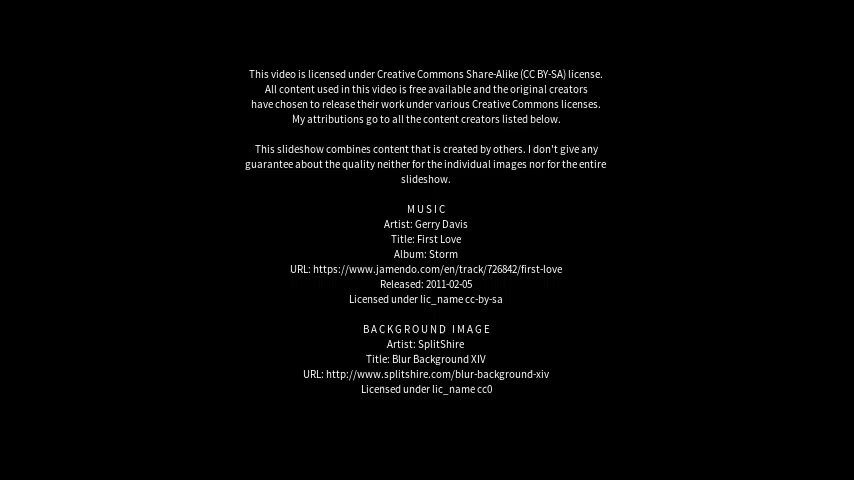 This video is licensed under Creative Commons Share-Alike (CC BY-SA) license.
All content used in this video is free available and the original creators
have chosen to release their work under various Creative Commons licenses.
My attributions go to all the content creators listed below.
This slideshow combines content that is created by others. I don't give any
guarantee about the quality neither for the individual images nor for the entire
slideshow.
MUSIC
Artist: Gerry Davis
Title: First Love
Album: Storm
URL: https://www.jamendo.com/en/track/726842/first-love
Released: 2011-02-05
Licensed under lic_name cc-by-sa
BACKGROUND IMAGE
Artist: SplitShire
Title: Blur Background XIV
URL: http://www.splitshire.com/blur-background-xiv
Licensed under lic_name cc0